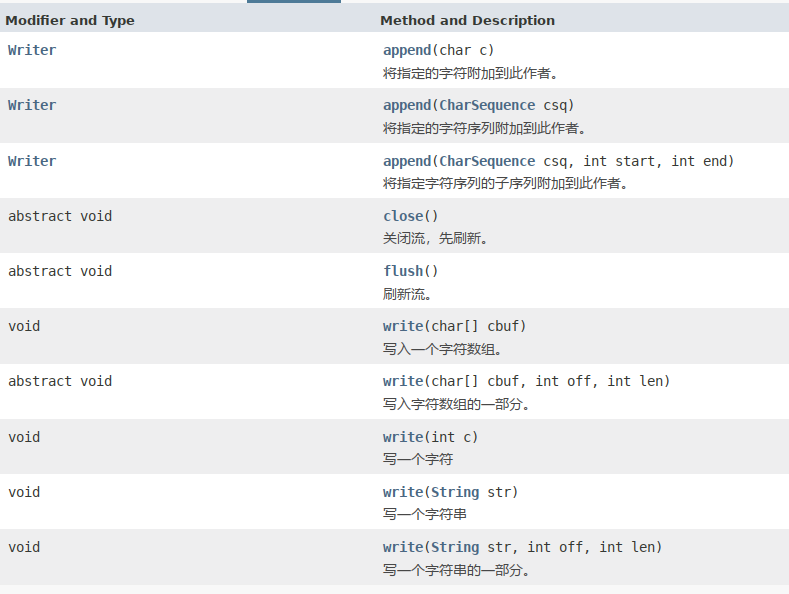 Modifier and Type Method and Description
Writer append(char c)
将指定的字符附加到此作者。
Writer append(CharSequence csq)
将指定的字符序列附加到此作者。
Writer append(CharSequence csq, int start, int end)
将指定字符序列的子序列附加到此作者。
abstract void close()
关闭流，先刷新。
abstract void flush()
刷新流。
void write(char[] cbuf)
写入一个字符数组。
abstract void write(char[] cbuf, int off, int len)
写入字符数组的一部分。
void write(int c)
写一个字符
void write(String str)
写一个字符串
void write(String str, int off, int len)
写一个字符串的一部分。